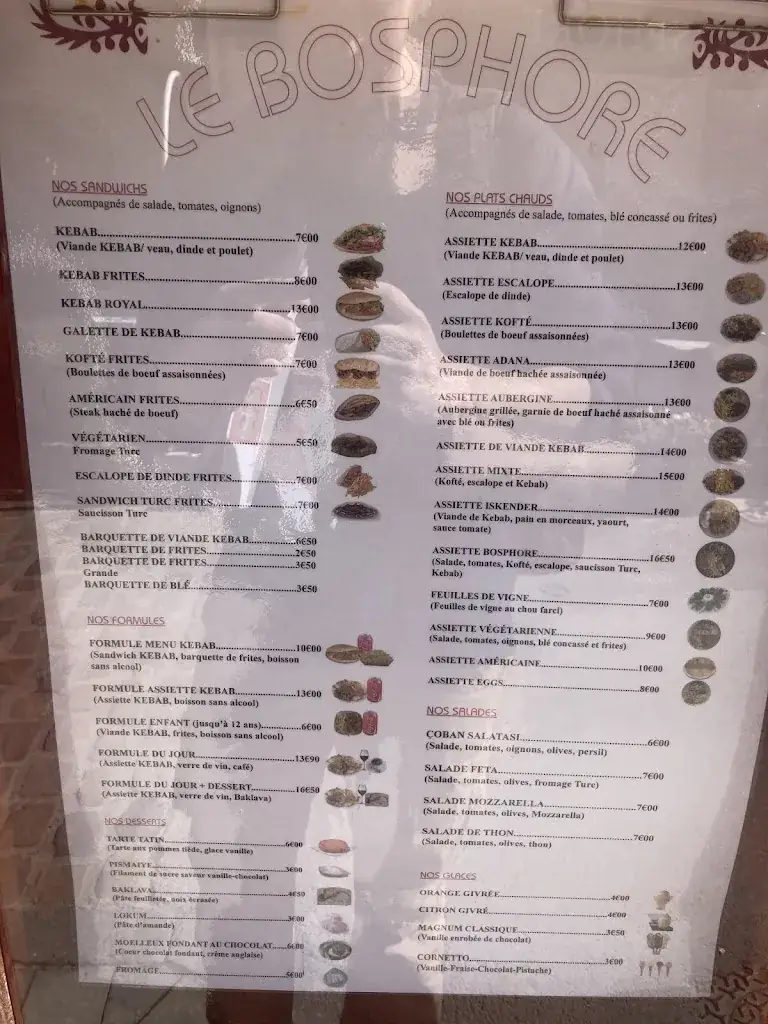 LE BOSPHORE
NOS SANDWICHS
(Accompagnés de salade, tomates, oignons)
KEBAB...7€00
(Viande KEBAB/ veau, dinde et poulet)
KEBAB FRITES...8€00
KEBAB ROYAL...13€00
GALETTE DE KEBAB...7€00
KOFTÉ FRITES...7€00
(Boulettes de boeuf assaisonnées)
AMÉRICAIN FRITES...6€50
(Steak haché de boeuf)
VÉGÉTARIEN...5€50
Fromage Turc
ESCALOPE DE DINDE FRITES...7€00
SANDWICH TURC FRITES...7€00
Saucisson Turc
BARQUETTE DE VIANDE KEBAB...6€50
BARQUETTE DE FRITES...2€50
BARQUETTE DE FRITES...3€50
Grande
BARQUETTE DE BLÉ...3€50
NOS FORMULES
FORMULE MENU KEBAB...10€00
(Sandwich KEBAB, barquette de frites, boisson
sans alcool)
FORMULE ASSIETTE KEBAB...13€00
(Assiette KEBAB, boisson sans alcool)
FORMULE ENFANT (jusqu'à 12 ans)...6€00
(Viande KEBAB, frites, boisson sans alcool)
FORMULE DU JOUR...13€90
(Assiette KEBAB, verre de vin, café)
FORMULE DU JOUR + DESSERT...16€50
(Assiette KEBAB, verre de vin, Baklava)
NOS DESSERTS
TARTE TATIN...6€00
(Tarte aux pommes tiède, glace vanille)
PISMAIYE...3€00
(Filament de sucre saveur vanille-chocolat)
BAKLAVA...4€50
(Pâte feuilletée, noix écrasée)
LOKUM...3€00
(Pâte d'amande)
MOELLEUX FONDANT AU CHOCOLAT...6€00
(Coeur chocolat fondant, crème anglaise)
FROMAGE...5€00
NOS PLATS CHAUDS
(Accompagnés de salade, tomates, blé concassé ou frites)
ASSIETTE KEBAB...12€00
(Viande KEBAB/ veau, dinde et poulet)
ASSIETTE ESCALOPE...13€00
(Escalope de dinde)
ASSIETTE KOFTÉ...13€00
(Boulettes de boeuf assaisonnées)
ASSIETTE ADANA...13€00
(Viande de boeuf hachée assaisonnée)
ASSIETTE AUBERGINE...13€00
(Aubergine grillée, garnie de boeuf haché assaisonné
avec blé ou frites)
ASSIETTE DE VIANDE KEBAB...14€00
ASSIETTE MIXTE...15€00
(Kofté, escalope et Kebab)
ASSIETTE ISKENDER...14€00
(Viande de Kebab, pain en morceaux, yaourt,
sauce tomate)
ASSIETTE BOSPHORE...16€50
(Salade, tomates, Kofté, escalope, saucisson Turc,
Kebab)
FEUILLES DE VIGNE...7€00
(Feuilles de vigne au chou farci)
ASSIETTE VÉGÉTARIENNE...9€00
(Salade, tomates, oignons, blé concassé et frites)
ASSIETTE AMÉRICAINE...10€00
ASSIETTE EGGS...8€00
NOS SALADES
ÇOBAN SALATASI...6€00
(Salade, tomates, oignons, olives, persil)
SALADE FETA...7€00
(Salade, tomates, olives, fromage Turc)
SALADE MOZZARELLA...7€00
(Salade, tomates, olives, Mozzarella)
SALADE DE THON...7€00
(Salade, tomates, olives, thon)
NOS GLACES
ORANGE GIVRÉE...4€00
CITRON GIVRÉ...4€00
MAGNUM CLASSIQUE...3€50
(Vanille enrobée de chocolat)
CORNETTO...3€00
(Vanille-Fraise-Chocolat-Pistache)